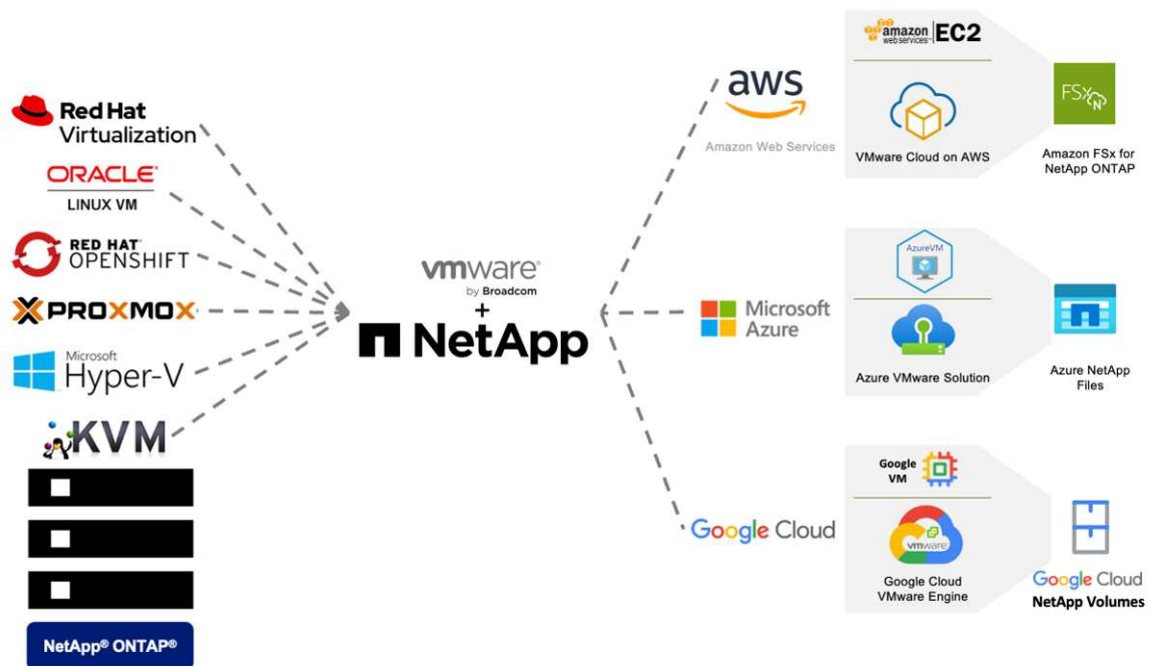 Red Hat
Virtualization
ORACLE®
LINUX VM
RED HAT®
OPENSHIFT
PROXMOX
Microsoft
Hyper-V
KVM
NetApp® ONTAP®
vmware®
by Broadcom
+
NetApp
aws
Amazon Web Services
amazon
web services™
EC2
VMware Cloud on AWS
FSx
N
Amazon FSx for
NetApp ONTAP
Microsoft
Azure
AzureVM
Azure VMware Solution
Azure NetApp
Files
Google Cloud
Google
VM
vmware®
Google Cloud
VMware Engine
Google Cloud
NetApp Volumes